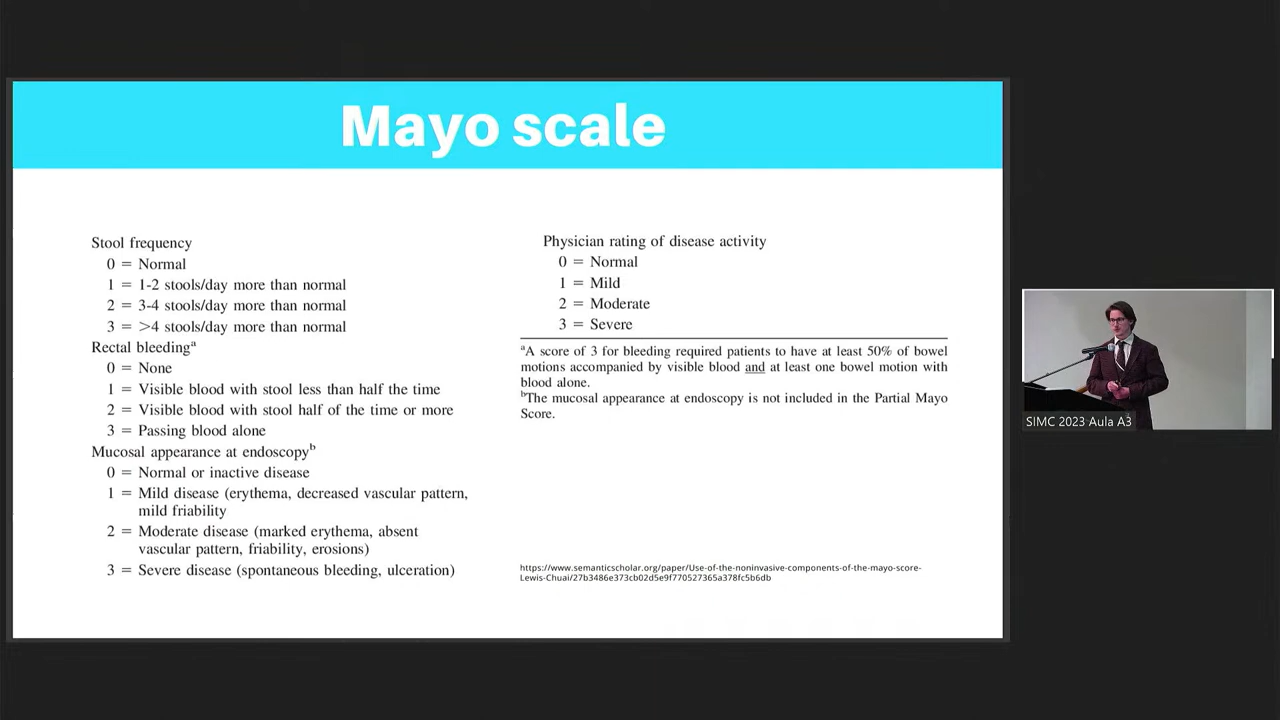 Mayo scale
Stool frequency
0 = Normal
1 = 1-2 stools/day more than normal
2 = 3-4 stools/day more than normal
3 = >4 stools/day more than normal
Rectal bleedingᵃ
0 = None
1 = Visible blood with stool less than half the time
2 = Visible blood with stool half of the time or more
3 = Passing blood alone
Mucosal appearance at endoscopyᵇ
0 = Normal or inactive disease
1 = Mild disease (erythema, decreased vascular pattern,
mild friability
2 = Moderate disease (marked erythema, absent
vascular pattern, friability, erosions)
3 = Severe disease (spontaneous bleeding, ulceration)
Physician rating of disease activity
0 = Normal
1 = Mild
2 = Moderate
3 = Severe
ᵃA score of 3 for bleeding required patients to have at least 50% of bowel
motions accompanied by visible blood and at least one bowel motion with
blood alone.
ᵇThe mucosal appearance at endoscopy is not included in the Partial Mayo
Score.
https://www.semanticscholar.org/paper/Use-of-the-noninvasive-components-of-the-mayo-score-
Lewis-Chuai/27b3486e373cb02d5e9f770527365a378fc5b6db
SIMC 2023 Aula A3